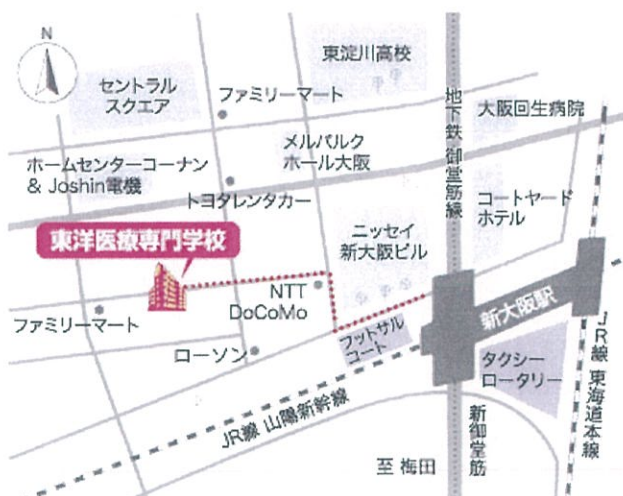 N
東淀川高校
セントラル
スクエア
ファミリーマート
地下鉄 御堂筋線
大阪回生病院
メルパルク
ホール大阪
ホームセンターコーナン
& Joshin電機
トヨタレンタカー
コートヤード
ホテル
東洋医療専門学校
ニッセイ
新大阪ビル
NTT
DoCoMo
新大阪駅
ファミリーマート
フットサル
コート
ローソン
タクシー
ロータリー
JR線 東海道本線
JR線 山陽新幹線
新御堂筋
至 梅田